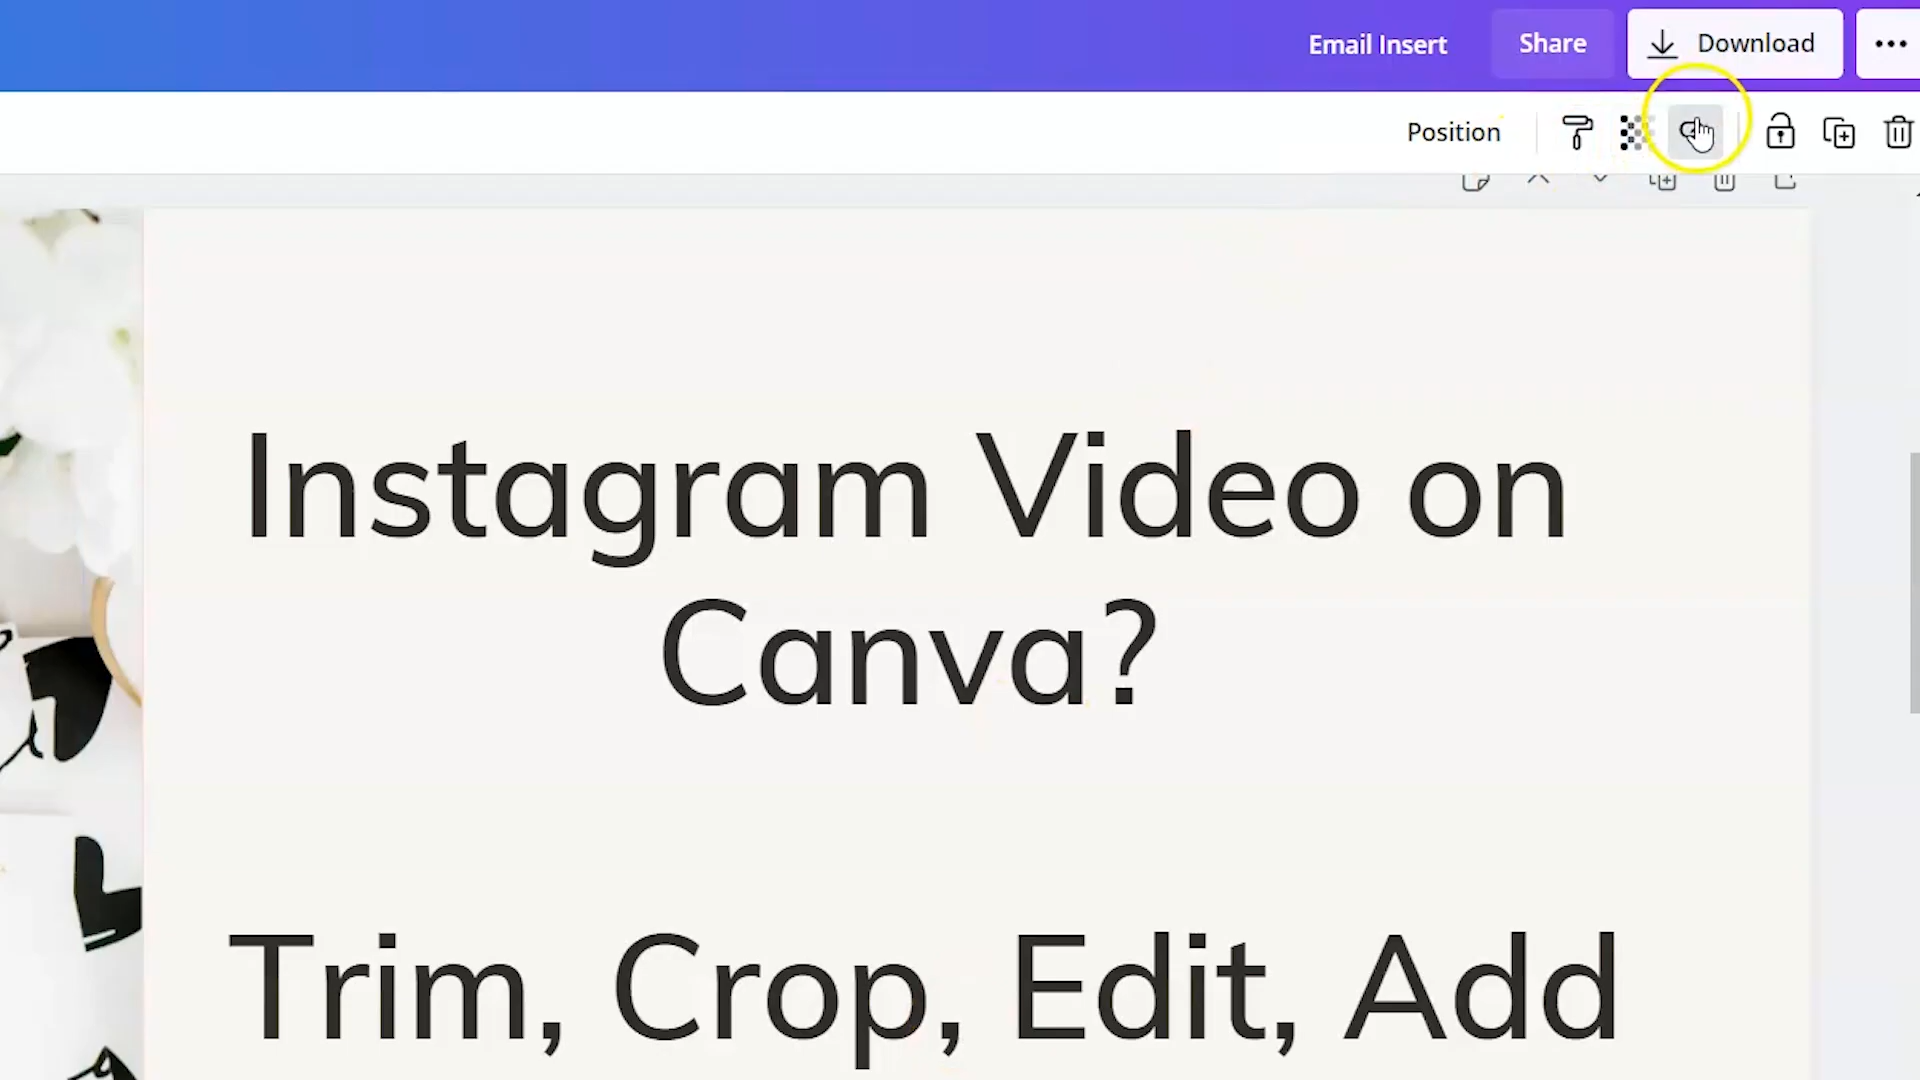 Email Insert
Share
Download
Position
Instagram Video on
Canva?
Trim, Crop, Edit, Add